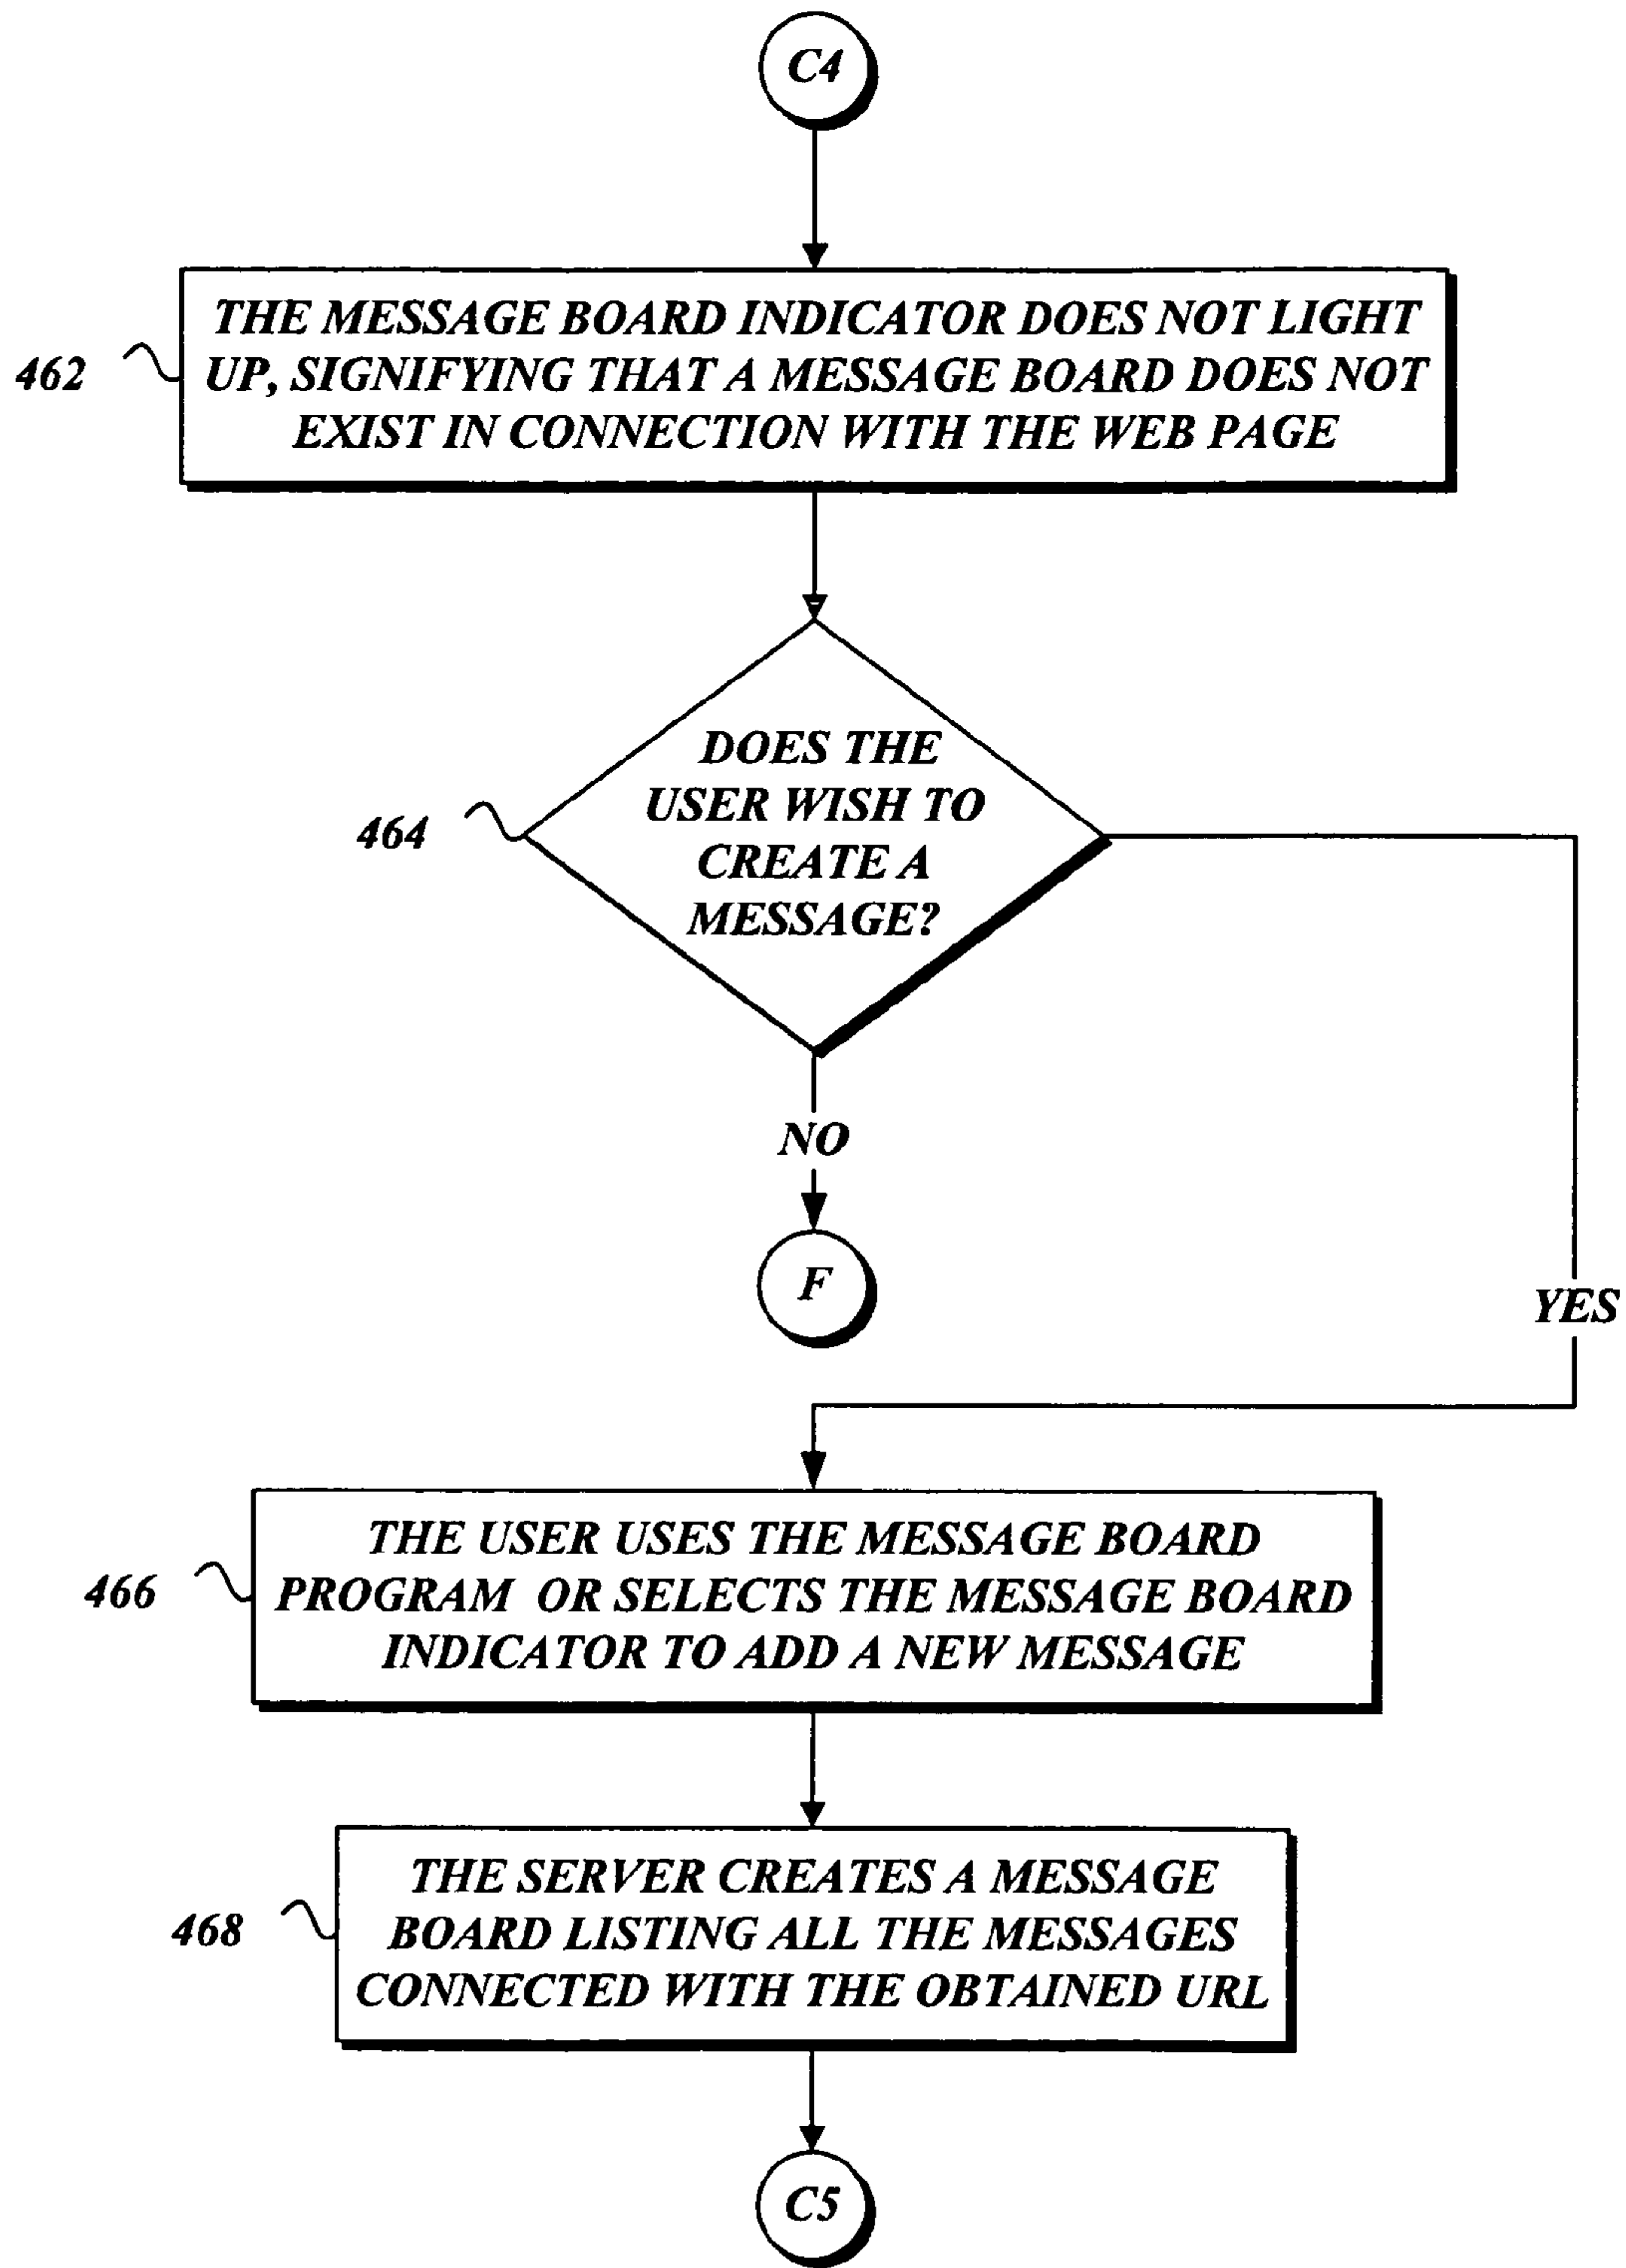 C4
THE MESSAGE BOARD INDICATOR DOES NOT LIGHT
462
UP, SIGNIFYING THAT A MESSAGE BOARD DOES NOT
EXIST IN CONNECTION WITH THE WEB PAGE
DOES THE
USER WISH TO
464
CREATE A
MESSAGE?
NO
F
YES
THE USER USES THE MESSAGE BOARD
466
PROGRAM OR SELECTS THE MESSAGE BOARD
INDICATOR TO ADD A NEW MESSAGE
THE SERVER CREATES A MESSAGE
468
BOARD LISTING ALL THE MESSAGES
CONNECTED WITH THE OBTAINED URL
C5